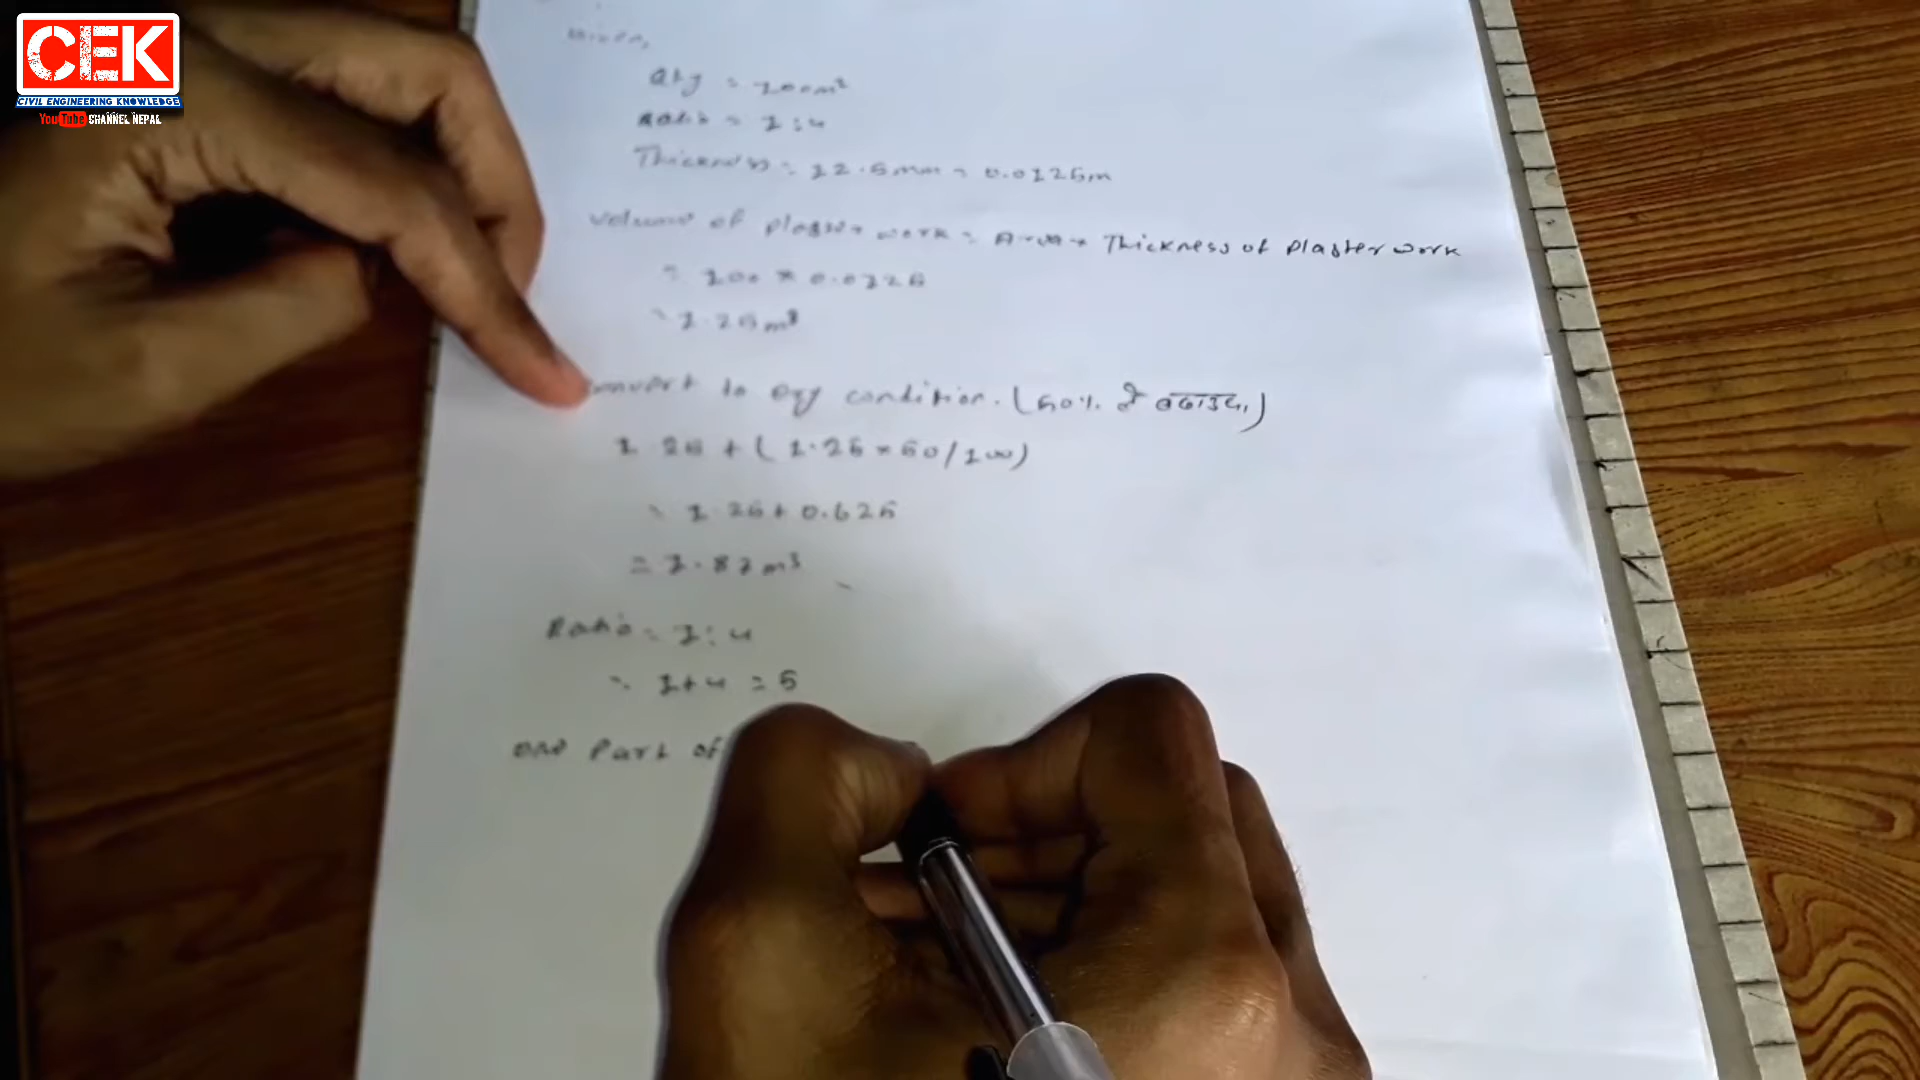 CEK
CIVIL ENGINEERING KNOWLEDGE
YouTube CHANNEL NEPAL
Given,
Qty = 100m²
Ratio = 1:4
Thickness = 12.5mm = 0.0125m
Volume of plaster work = Area × Thickness of plaster work
= 100 × 0.0125
= 1.25m³
Convert to dry condition. (50% ले बढाउदा)
1.25 + (1.25 × 50/100)
= 1.25 + 0.625
= 1.87m³
Ratio = 1:4
= 1+4 = 5
one part of